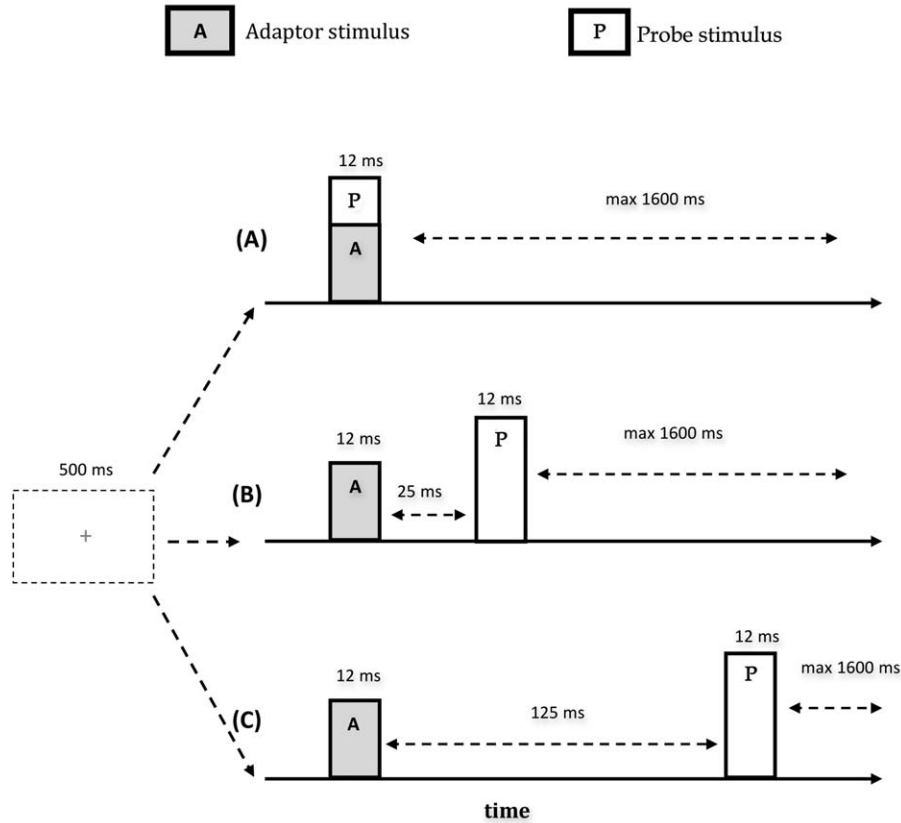 A Adaptor stimulus P Probe stimulus
12 ms
P
max 1600 ms
(A)
A
12 ms
P
max 1600 ms
12 ms
500 ms
(B)
A
25 ms
+
12 ms
P
max 1600 ms
12 ms
(C)
A
125 ms
time